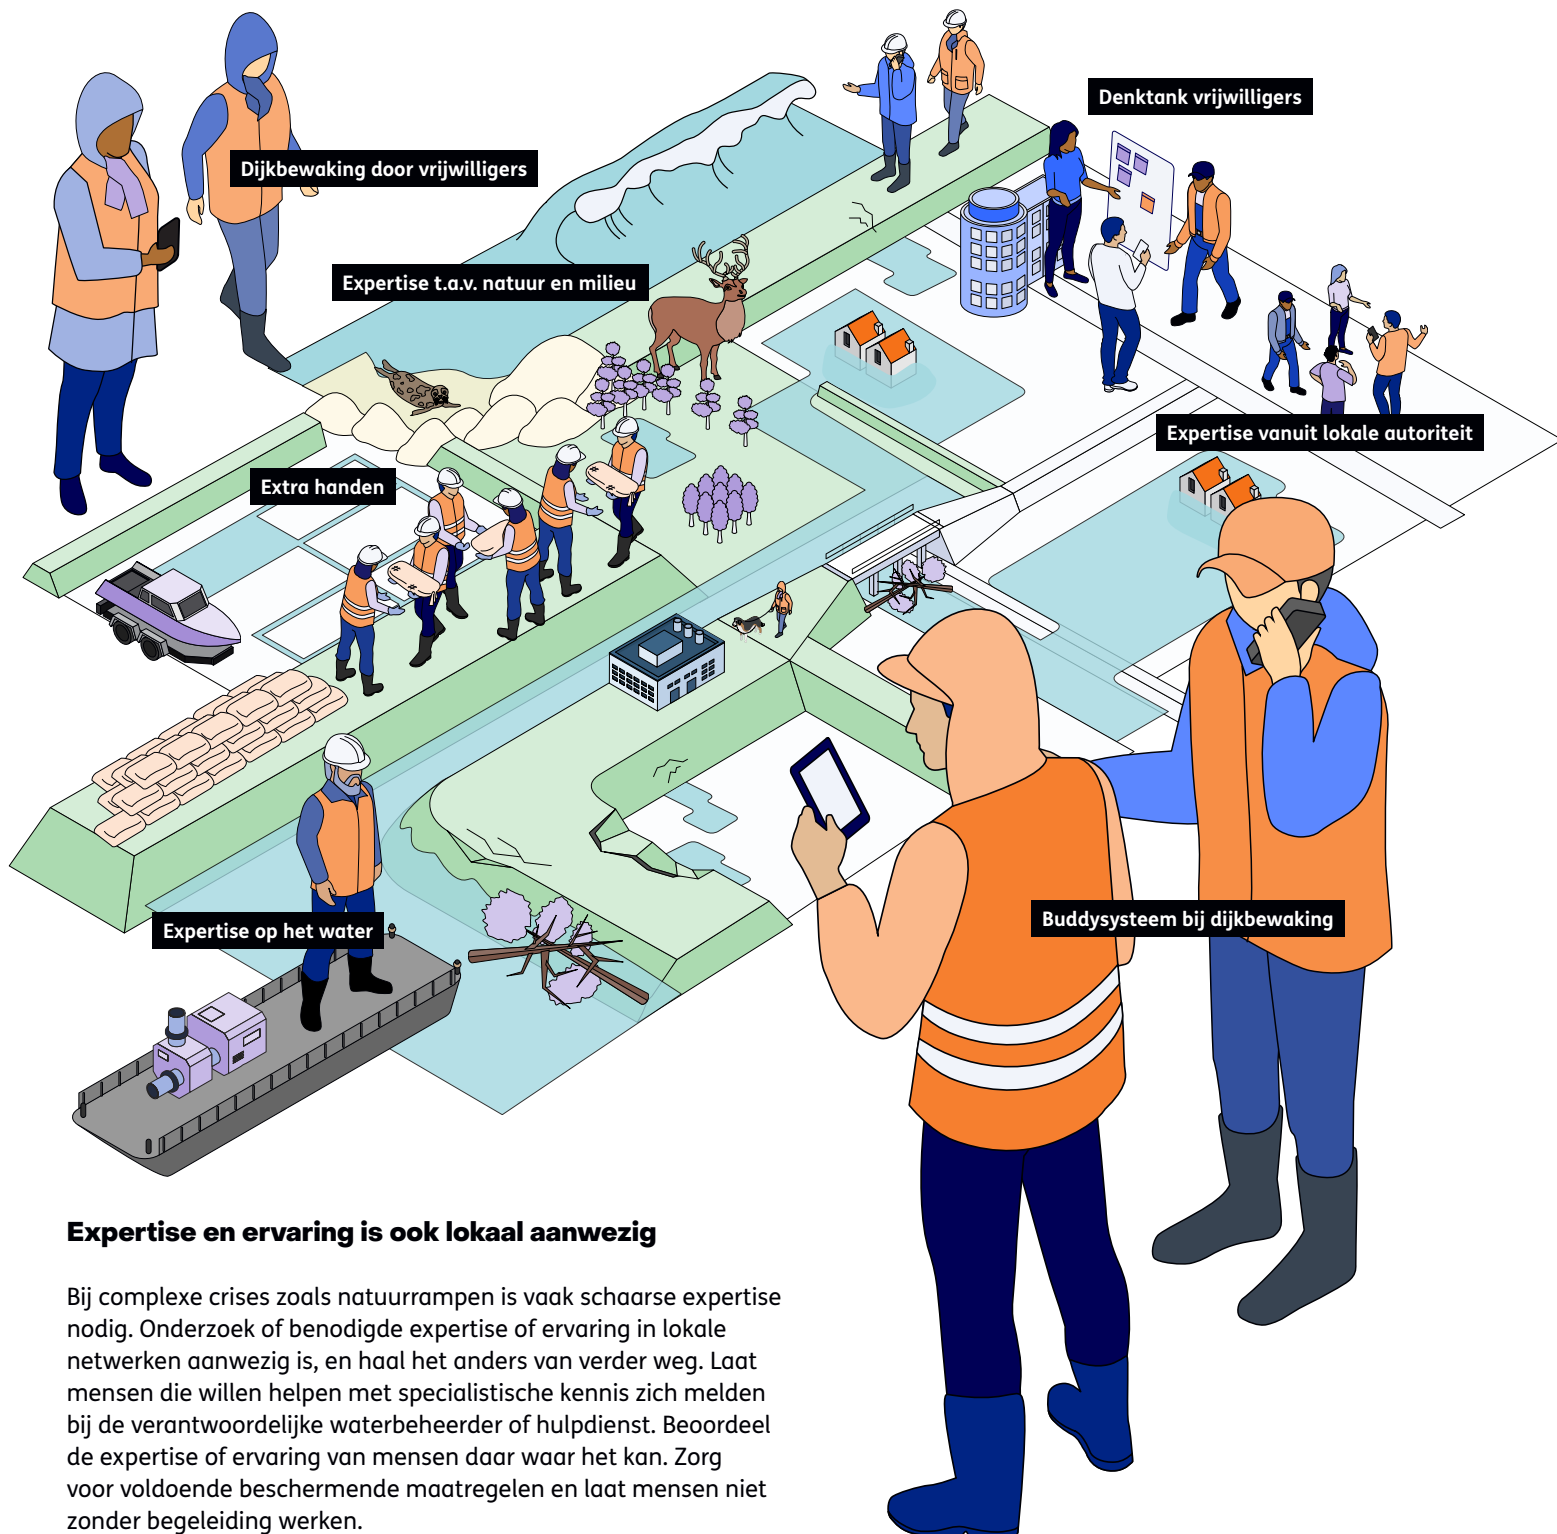 Denktank vrijwilligers
Dijkbewaking door vrijwilligers
Expertise t.a.v. natuur en milieu
Expertise vanuit lokale autoriteit
Extra handen
Buddysysteem bij dijkbewaking
Expertise op het water
Expertise en ervaring is ook lokaal aanwezig
Bij complexe crises zoals natuurrampen is vaak schaarse expertise
nodig. Onderzoek of benodigde expertise of ervaring in lokale
netwerken aanwezig is, en haal het anders van verder weg. Laat
mensen die willen helpen met specialistische kennis zich melden
bij de verantwoordelijke waterbeheerder of hulpdienst. Beoordeel
de expertise of ervaring van mensen daar waar het kan. Zorg
voor voldoende beschermende maatregelen en laat mensen niet
zonder begeleiding werken.